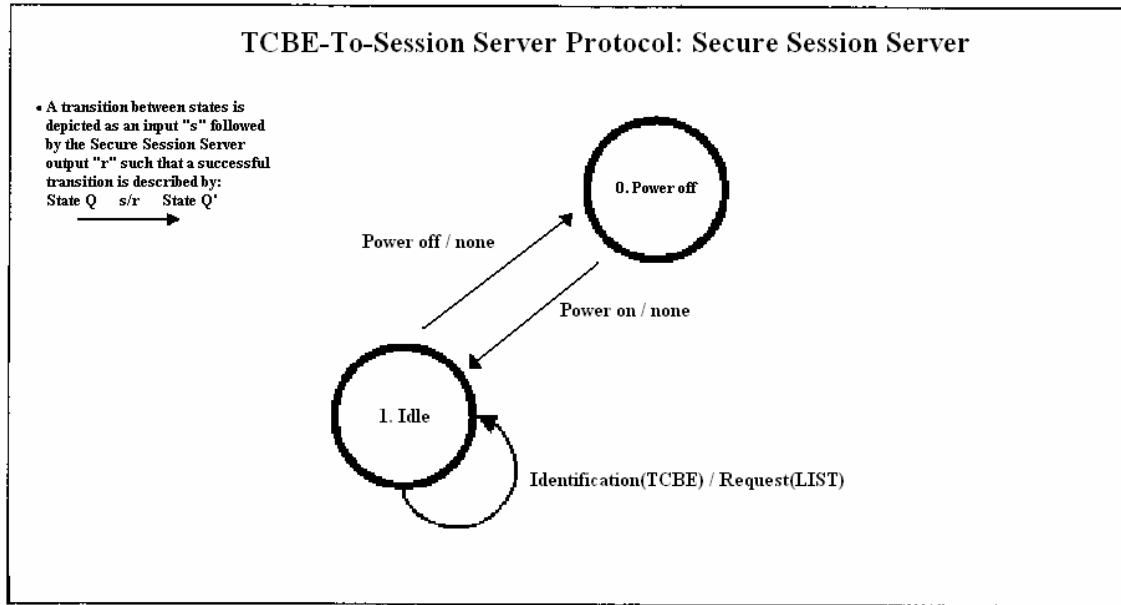 TCBE-To-Session Server Protocol: Secure Session Server
• A transition between states is
depicted as an input "s" followed
by the Secure Session Server
output "r" such that a successful
transition is described by:
State Q s/r State Q'
0. Power off
Power off / none
Power on / none
1. Idle
Identification(TCBE) / Request(LIST)